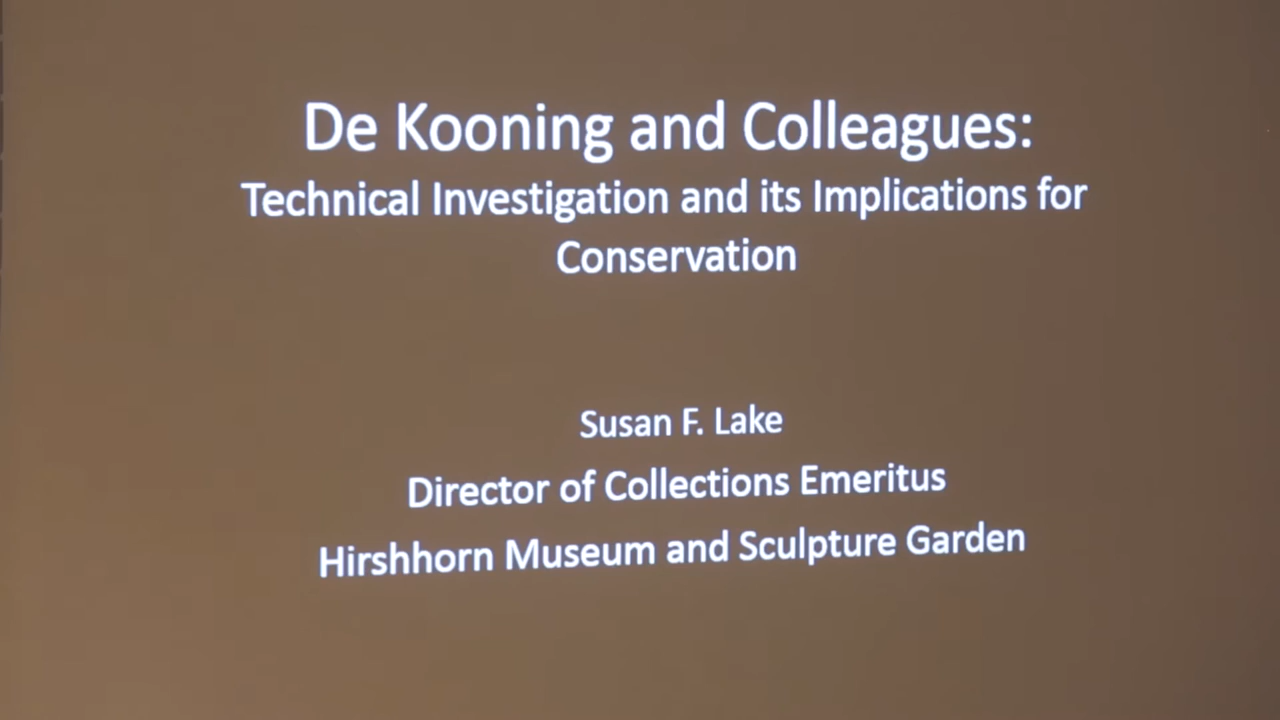 De Kooning and Colleagues:
Technical Investigation and its Implications for
Conservation
Susan F. Lake
Director of Collections Emeritus
Hirshhorn Museum and Sculpture Garden